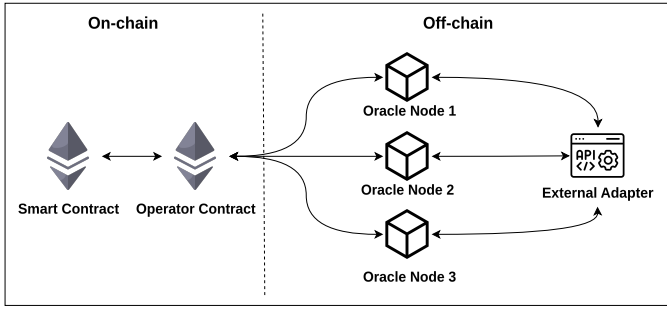 On-chain
Off-chain
Oracle Node 1
Oracle Node 2
Oracle Node 3
Smart Contract
Operator Contract
API
</>
External Adapter